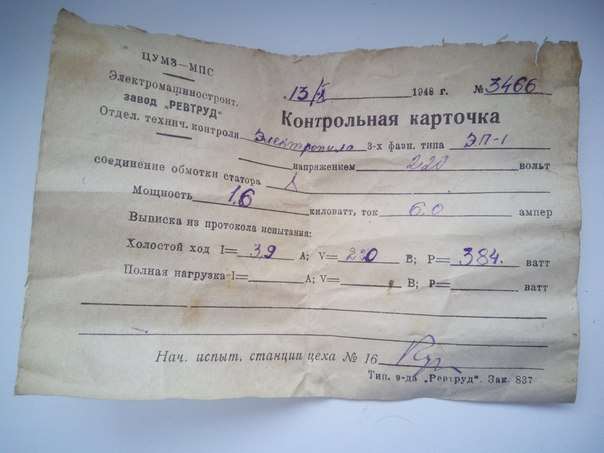 ЦУМЗ—МПС
Электромашиностроит.
завод „РЕВТРУД"
Отдел. технич. контроля
13/X 1948 г. № 3466
Контрольная карточка
Электропила 3-х фазн. типа ЭП-1
напряжением 220 вольт
соединение обмотки статора
Мощность 1.6 киловатт, ток 6.0 ампер
Выписка из протокола испытания:
Холостой ход I= 3.9 А; V= 220 В; P= 384. ватт
Полная нагрузка I= А; V= В; P= ватт
Нач. испыт. станции цеха № 16
Тип. з-да „Ревтруд". Зак. 837